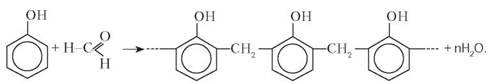 OH OH OH OH
+ H–C O H → ---- CH₂ CH₂ ---- + nH₂O.